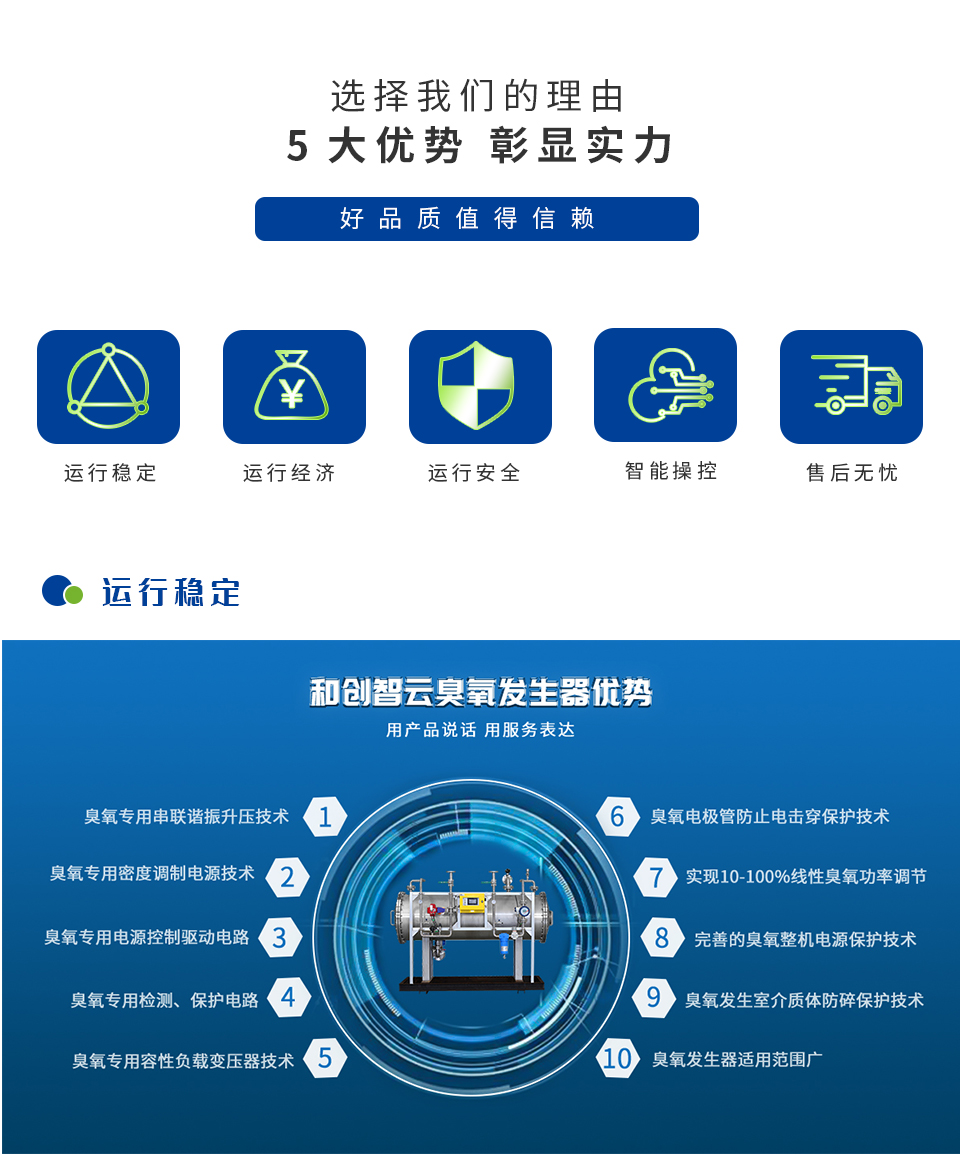 选择我们的理由
5 大优势 彰显实力
好品质值得信赖
¥
运行稳定
运行经济
运行安全
智能操控
售后无忧
运行稳定
和创智云臭氧发生器优势
用产品说话 用服务表达
臭氧专用串联谐振升压技术 1
臭氧专用密度调制电源技术 2
臭氧专用电源控制驱动电路 3
臭氧专用检测、保护电路 4
臭氧专用容性负载变压器技术 5
6 臭氧电极管防止电击穿保护技术
7 实现10-100%线性臭氧功率调节
8 完善的臭氧整机电源保护技术
9 臭氧发生室介质体防碎保护技术
10 臭氧发生器适用范围广